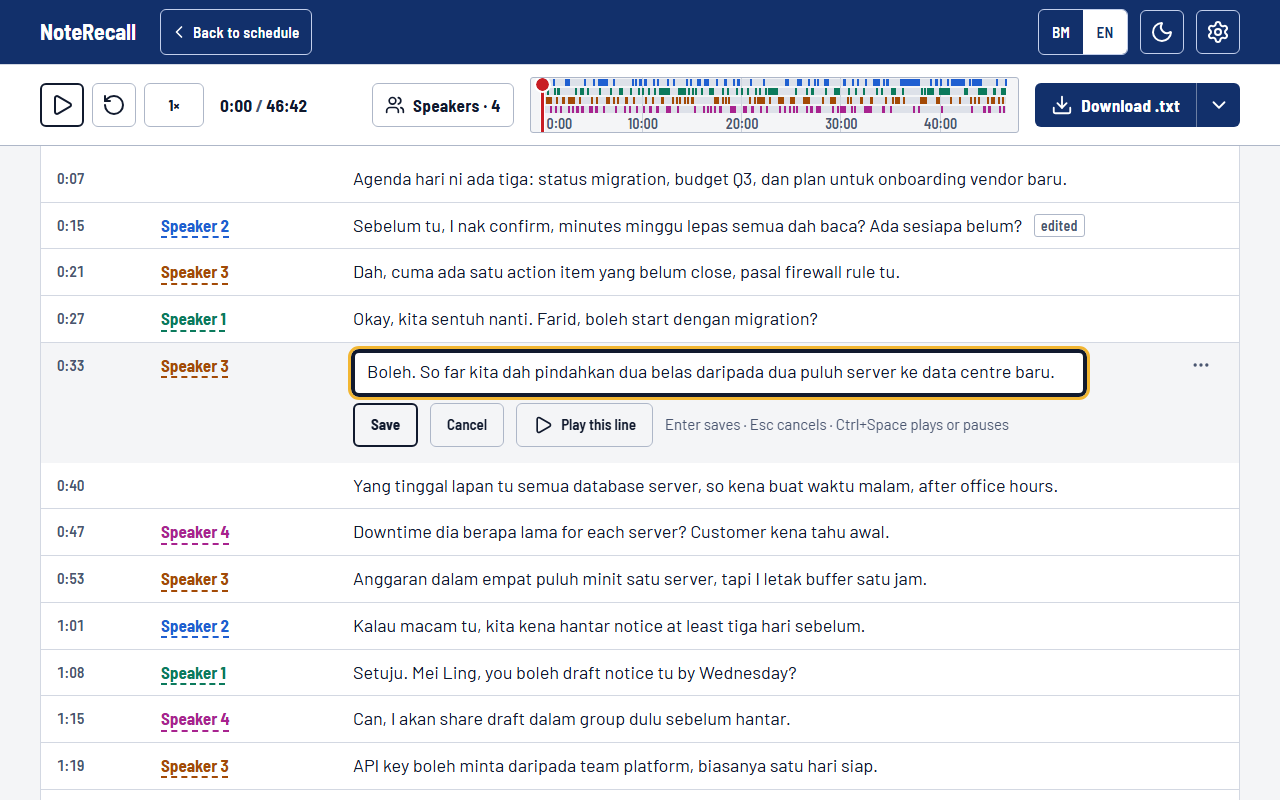 NoteRecall
Back to schedule
BM EN
1×
0:00 / 46:42
Speakers · 4
0:00 10:00 20:00 30:00 40:00
Download .txt
0:07 Agenda hari ni ada tiga: status migration, budget Q3, dan plan untuk onboarding vendor baru.
0:15 Speaker 2 Sebelum tu, I nak confirm, minutes minggu lepas semua dah baca? Ada sesiapa belum? edited
0:21 Speaker 3 Dah, cuma ada satu action item yang belum close, pasal firewall rule tu.
0:27 Speaker 1 Okay, kita sentuh nanti. Farid, boleh start dengan migration?
0:33 Speaker 3 Boleh. So far kita dah pindahkan dua belas daripada dua puluh server ke data centre baru.
Save Cancel Play this line Enter saves · Esc cancels · Ctrl+Space plays or pauses
0:40 Yang tinggal lapan tu semua database server, so kena buat waktu malam, after office hours.
0:47 Speaker 4 Downtime dia berapa lama for each server? Customer kena tahu awal.
0:53 Speaker 3 Anggaran dalam empat puluh minit satu server, tapi I letak buffer satu jam.
1:01 Speaker 2 Kalau macam tu, kita kena hantar notice at least tiga hari sebelum.
1:08 Speaker 1 Setuju. Mei Ling, you boleh draft notice tu by Wednesday?
1:15 Speaker 4 Can, I akan share draft dalam group dulu sebelum hantar.
1:19 Speaker 3 API key boleh minta daripada team platform, biasanya satu hari siap.